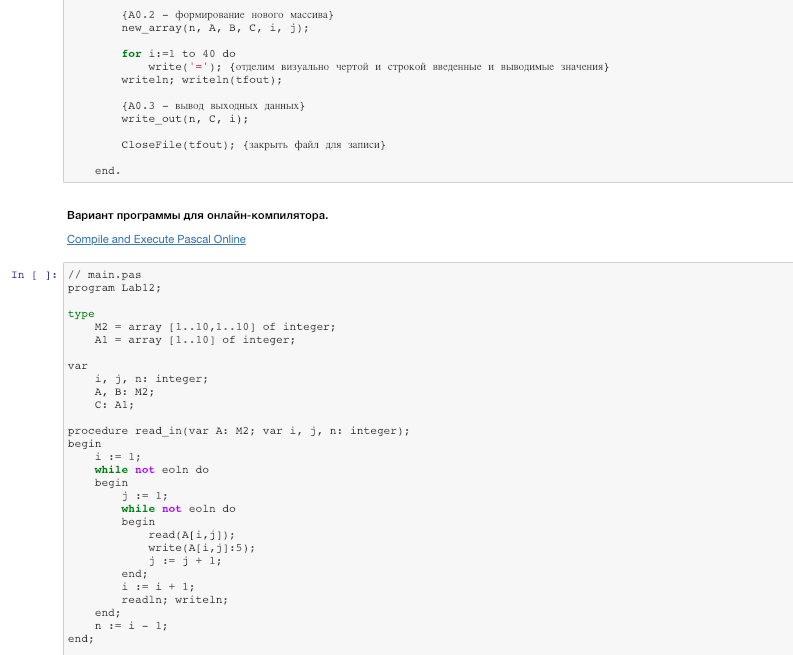 {A0.2 – формирование нового массива}
new_array(n, A, B, C, i, j);
for i:=1 to 40 do
write('='); {отделим визуально чертой и строкой введенные и выводимые значения}
writeln; writeln(tfout);
{A0.3 – вывод выходных данных}
write_out(n, C, i);
CloseFile(tfout); {закрыть файл для записи}
end.
Вариант программы для онлайн-компилятора.
Compile and Execute Pascal Online
In [ ]: // main.pas
program Lab12;
type
M2 = array [1..10,1..10] of integer;
A1 = array [1..10] of integer;
var
i, j, n: integer;
A, B: M2;
C: A1;
procedure read_in(var A: M2; var i, j, n: integer);
begin
i := 1;
while not eoln do
begin
j := 1;
while not eoln do
begin
read(A[i,j]);
write(A[i,j]:5);
j := j + 1;
end;
i := i + 1;
readln; writeln;
end;
n := i - 1;
end;